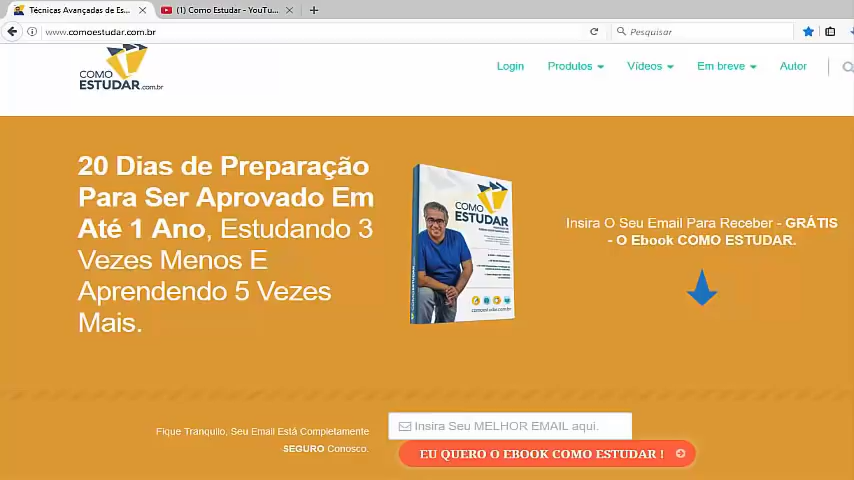 Técnicas Avançadas de Es...
(1) Como Estudar - YouTu...
www.comoestudar.com.br
Pesquisar
COMO
ESTUDAR.com.br
Login
Produtos
Vídeos
Em breve
Autor
20 Dias de Preparação
Para Ser Aprovado Em
Até 1 Ano, Estudando 3
Vezes Menos E
Aprendendo 5 Vezes
Mais.
COMO
ESTUDAR
comoestudar.com.br
Insira O Seu Email Para Receber - GRÁTIS
- O Ebook COMO ESTUDAR.
Fique Tranquilo, Seu Email Está Completamente
SEGURO Conosco.
Insira Seu MELHOR EMAIL aqui.
EU QUERO O EBOOK COMO ESTUDAR !